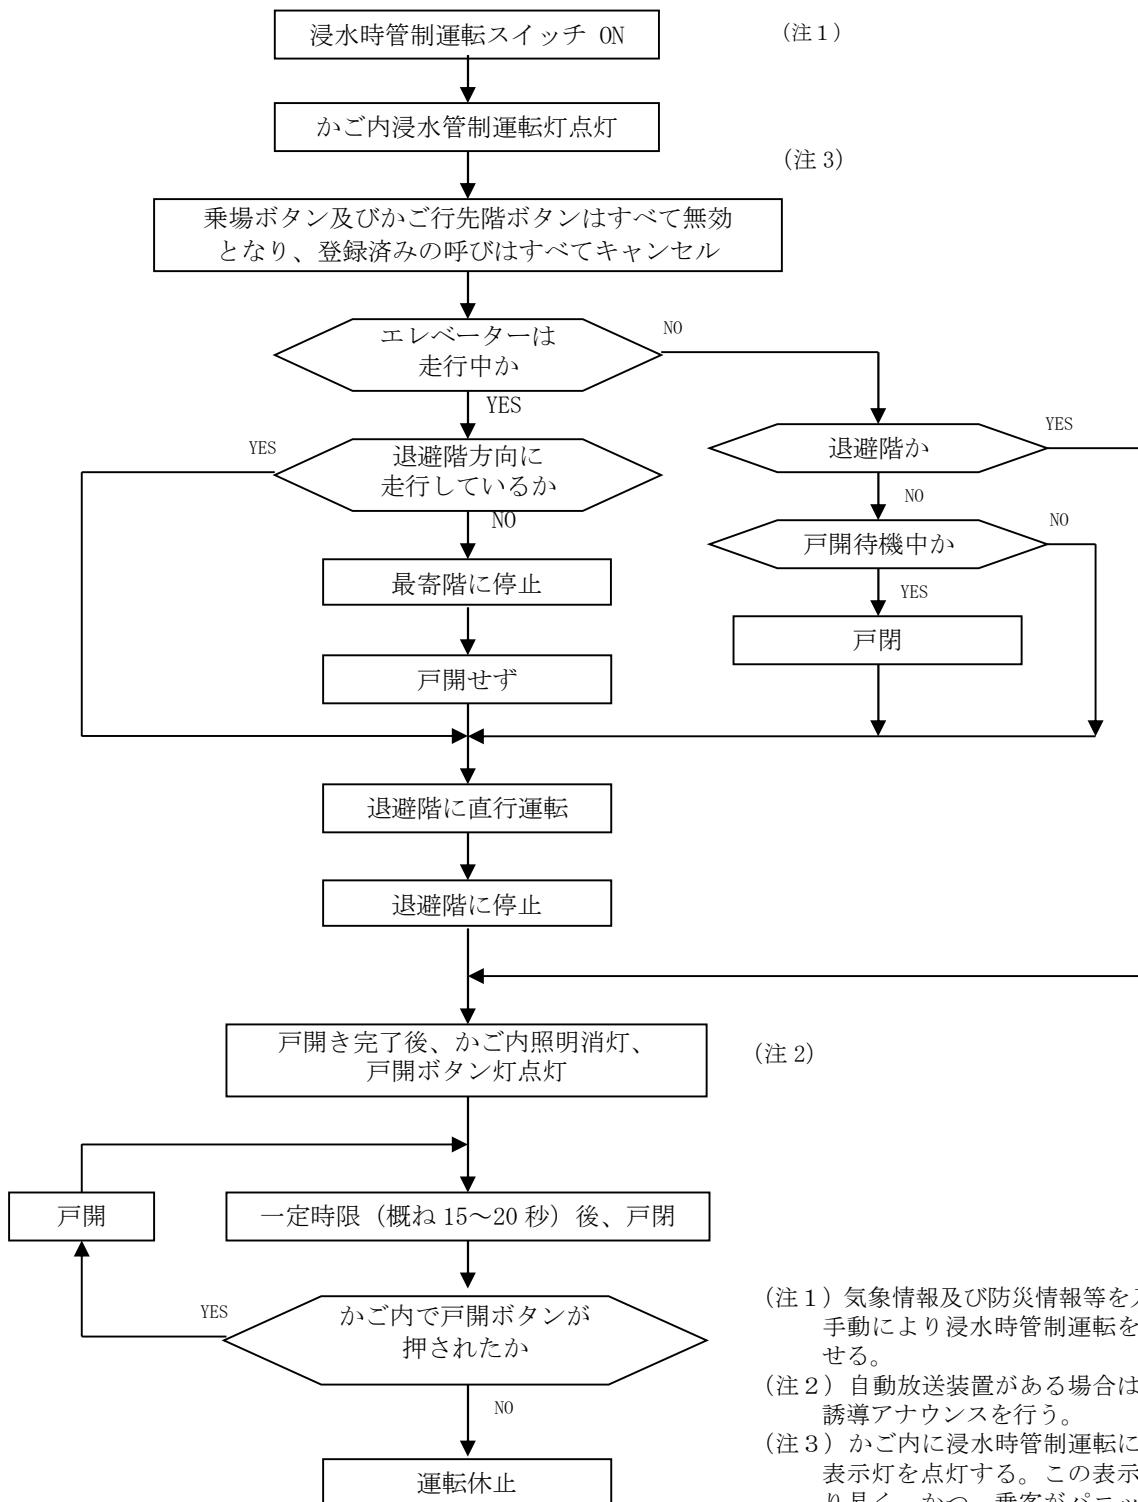 浸水時管制運転スイッチ ON
(注１)
かご内浸水管制運転灯点灯
(注 3)
乗場ボタン及びかご行先階ボタンはすべて無効
となり、登録済みの呼びはすべてキャンセル
エレベーターは
走行中か
NO
YES
退避階か
YES
YES
退避階方向に
走行しているか
NO
NO
戸開待機中か
NO
最寄階に停止
YES
戸閉
戸開せず
退避階に直行運転
退避階に停止
戸開き完了後、かご内照明消灯、
戸開ボタン灯点灯
(注 2)
戸開
一定時限（概ね 15～20 秒）後、戸閉
YES
かご内で戸開ボタンが
押されたか
NO
運転休止
（注１）気象情報及び防災情報等を
手動により浸水時管制運転を
せる。
（注２）自動放送装置がある場合は
誘導アナウンスを行う。
（注３）かご内に浸水時管制運転に
表示灯を点灯する。この表示
り早く、かつ、乗客がパニッ